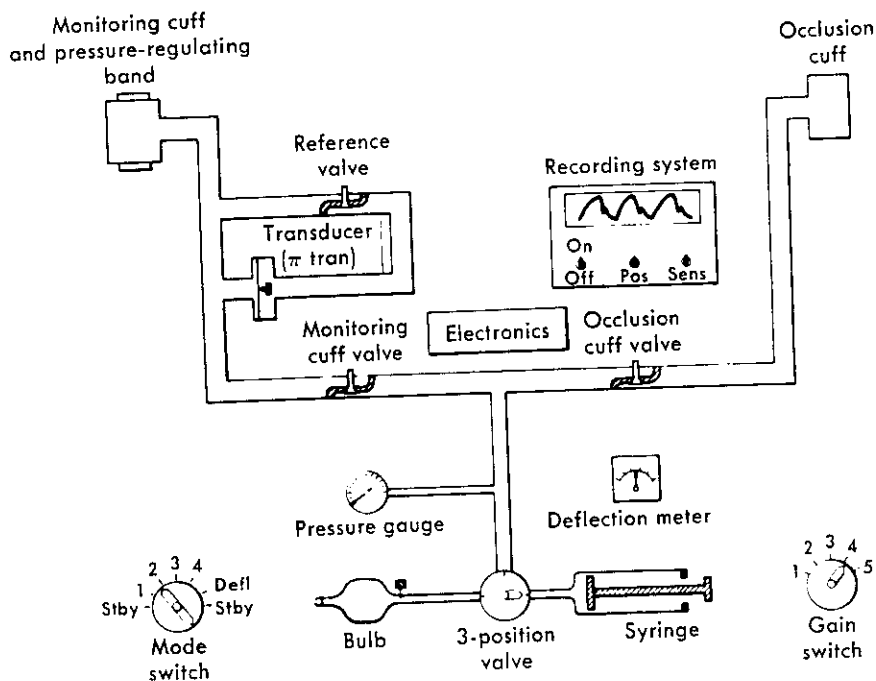 Monitoring cuff
and pressure-regulating
band
Occlusion
cuff
Reference
valve
Recording system
Transducer
(π tran)
On
Off Pos Sens
Monitoring
cuff valve
Electronics
Occlusion
cuff valve
Pressure gauge
Deflection meter
Stby 1 2 3 4 Defl Stby
Mode
switch
Bulb
3-position
valve
Syringe
1 2 3 4 5
Gain
switch